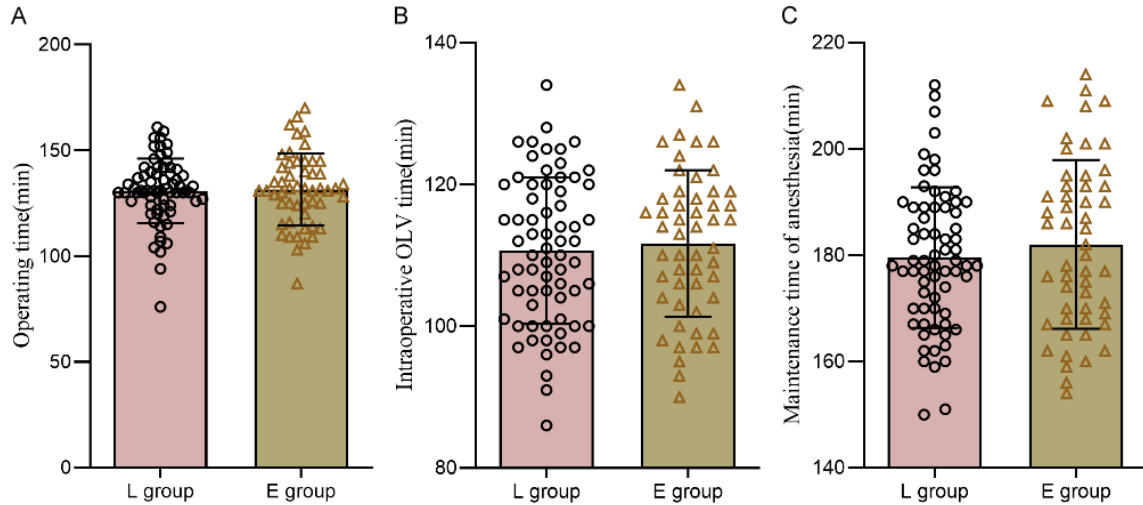 A
Operating time(min)
200
150
100
50
0
L group
E group
B
Intraoperative OLV time(min)
140
120
100
80
L group
E group
C
Maintenance time of anesthesia(min)
220
200
180
160
140
L group
E group